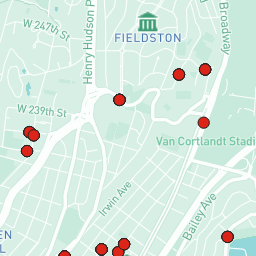 W 247th St
Henry Hudson P
FIELDSTON
Broadway
W 239th St
Van Cortlandt Stadi
Irwin Ave
Bailey Ave
EN
L